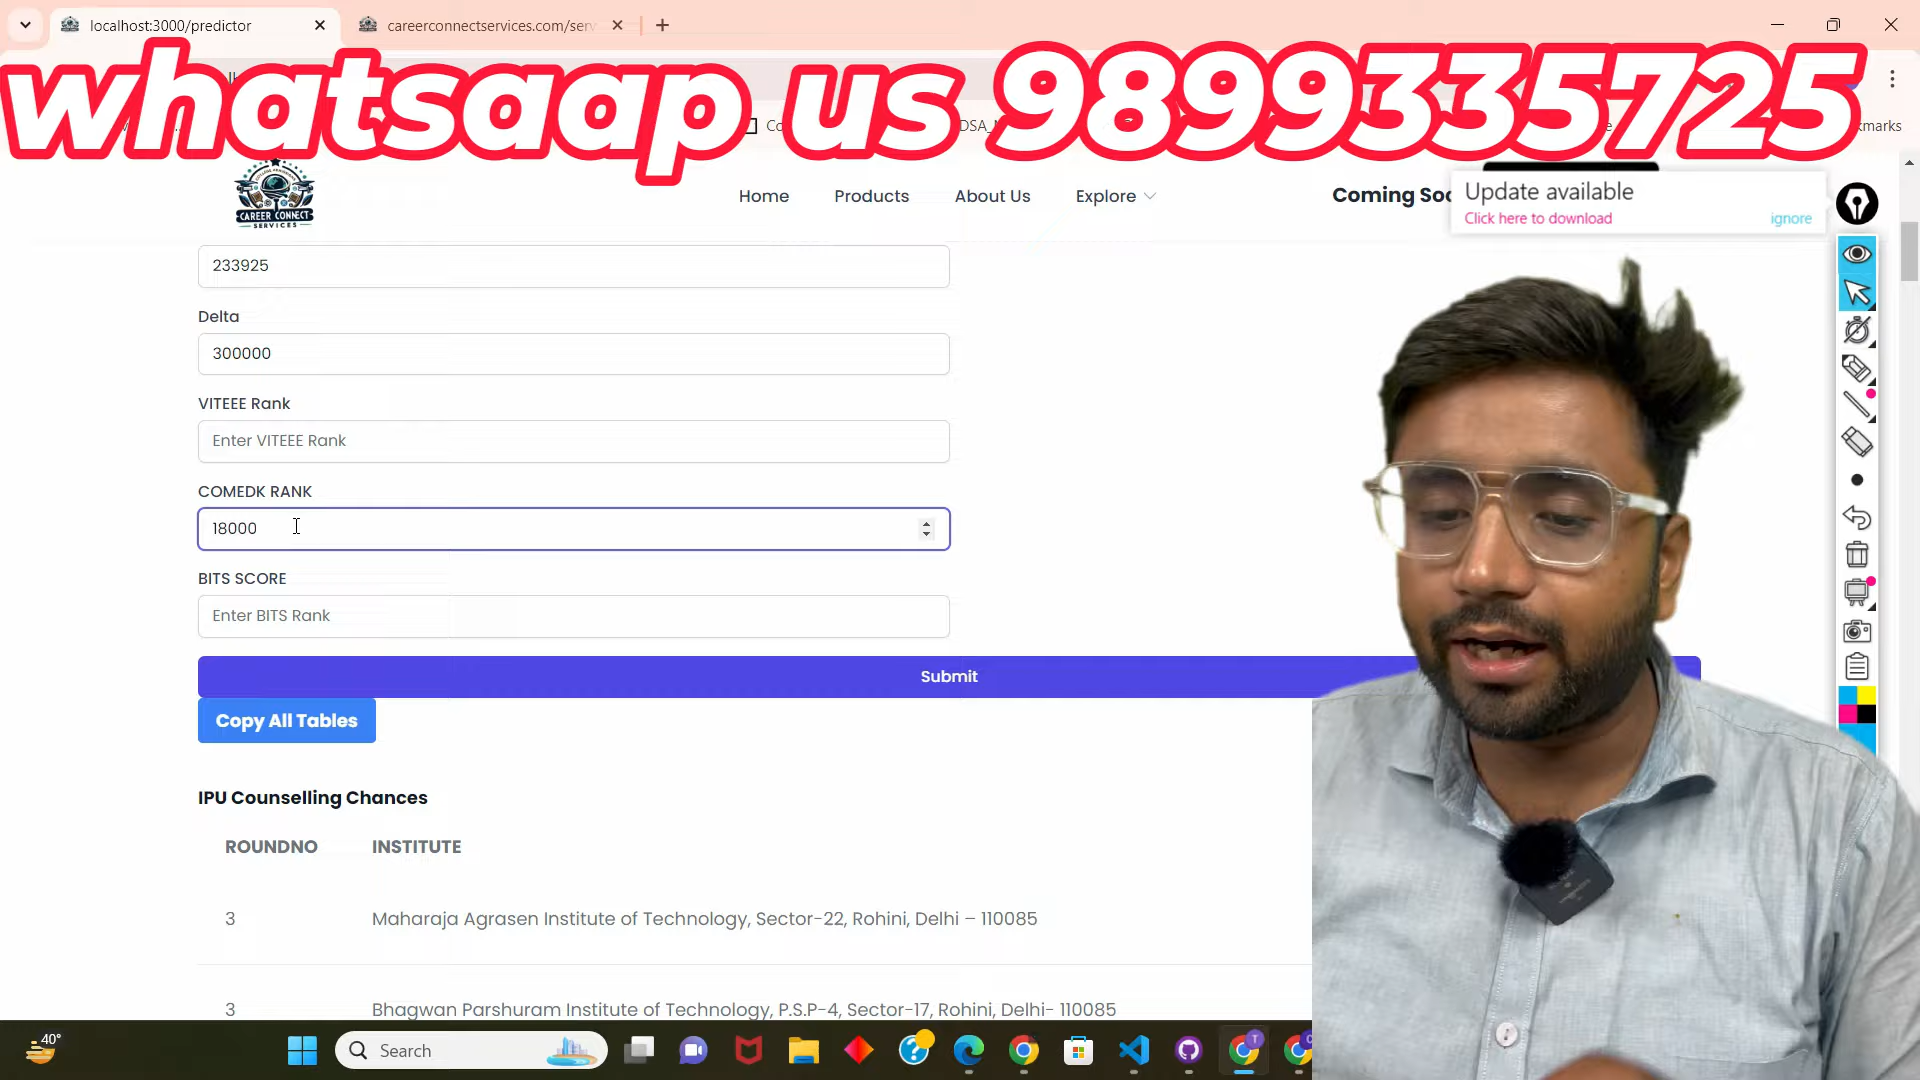 localhost:3000/predictor
careerconnectservices.com/serv
whatsaap us 9899335725
CAREER CONNECT
SERVICES
Home
Products
About Us
Explore
Coming Soo
Update available
Click here to download
ignore
233925
Delta
300000
VITEEE Rank
Enter VITEEE Rank
COMEDK RANK
18000
BITS SCORE
Enter BITS Rank
Submit
Copy All Tables
IPU Counselling Chances
ROUNDNO INSTITUTE
3 Maharaja Agrasen Institute of Technology, Sector-22, Rohini, Delhi – 110085
3 Bhagwan Parshuram Institute of Technology, P.S.P-4, Sector-17, Rohini, Delhi- 110085
40°
Search